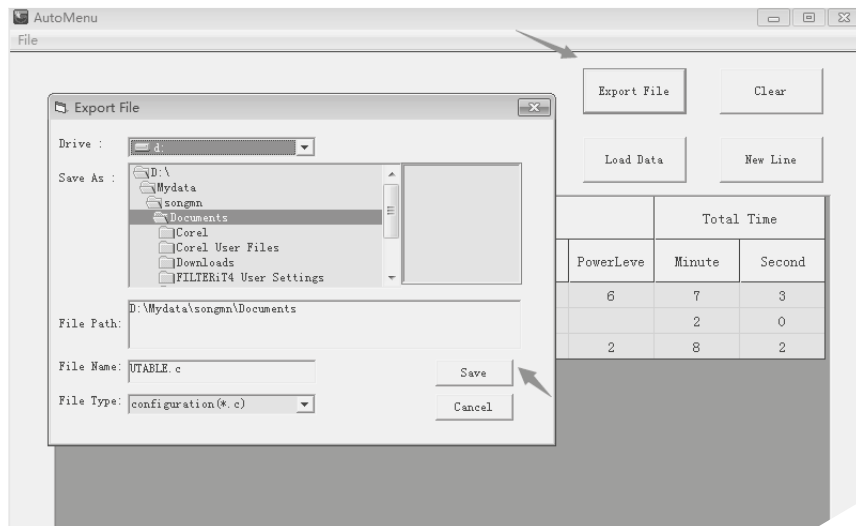 AutoMenu
File
Export File
Clear
Load Data
New Line
Export File
Drive :
d:
Save As :
D:\
Mydata
songmn
Documents
Corel
Corel User Files
Downloads
FILTERiT4 User Settings
File Path:
D:\Mydata\songmn\Documents
File Name:
UTABLE.c
Save
File Type:
configuration(*.c)
Cancel
Total Time
PowerLeve
Minute
Second
6
7
3
2
0
2
8
2